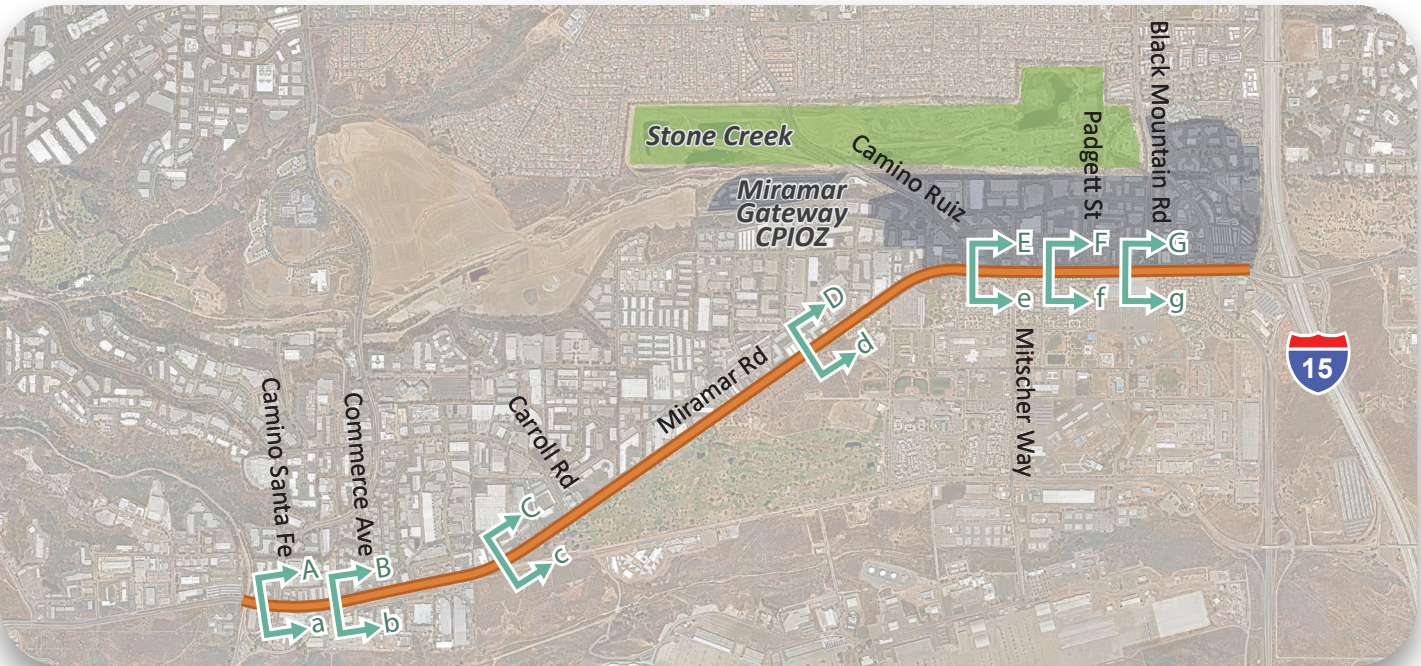 Black Mountain Rd
Padgett St
Stone Creek
Camino Ruiz
Miramar
Gateway
CPIOZ
E
F
G
e
f
g
D
d
15
Mitscher Way
Miramar Rd
Camino Santa Fe
Commerce Ave
Carroll Rd
C
c
A
B
a
b